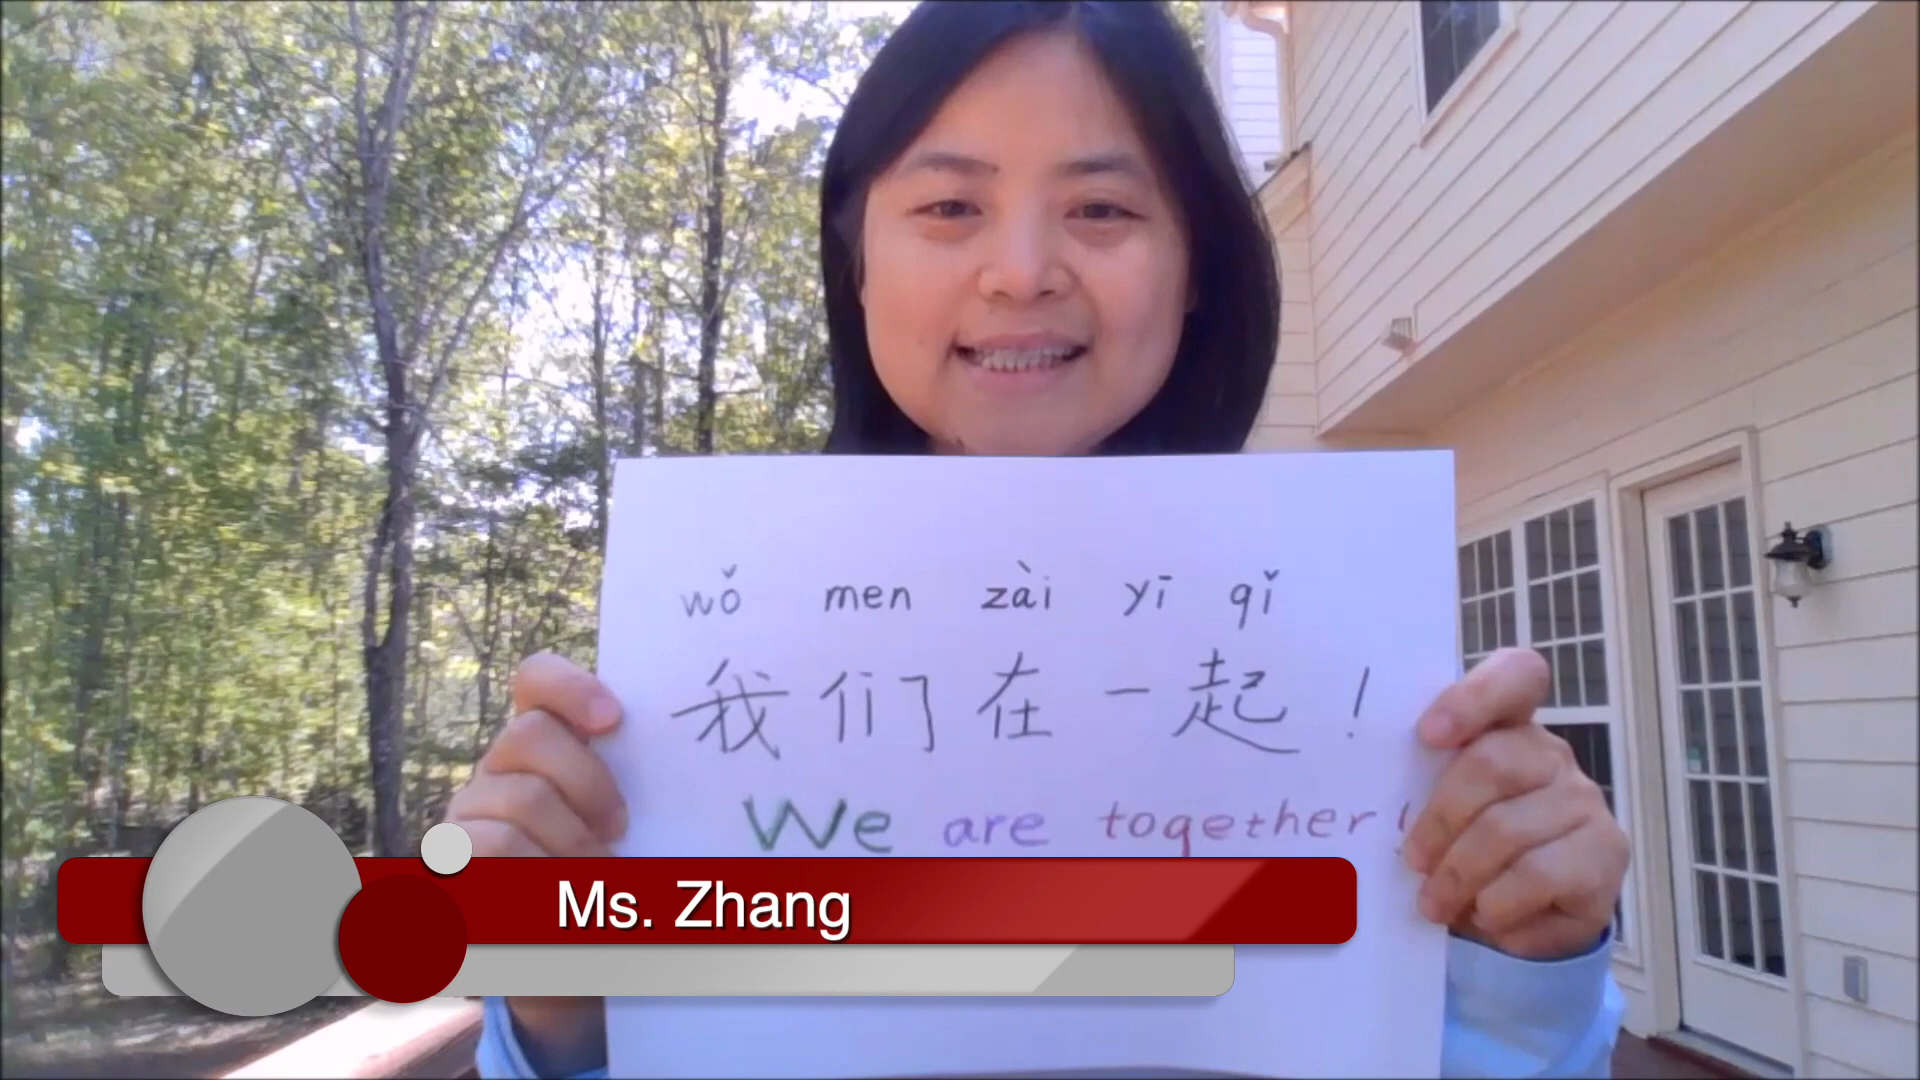 wǒ men zài yī qǐ
我们在一起！
We are together!
Ms. Zhang